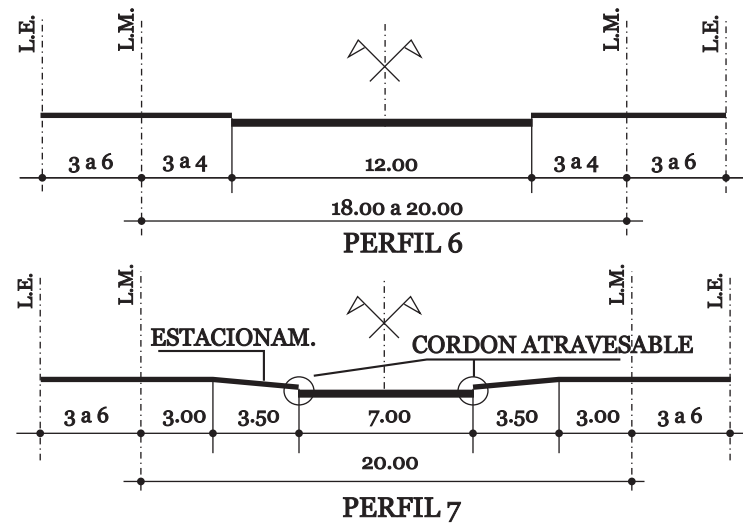 L.E. L.M. L.M. L.E.
3 a 6 3 a 4 12.00 3 a 4 3 a 6
18.00 a 20.00
PERFIL 6
L.E. L.M. L.M. L.E.
ESTACIONAM. CORDON ATRAVESABLE
3 a 6 3.00 3.50 7.00 3.50 3.00 3 a 6
20.00
PERFIL 7